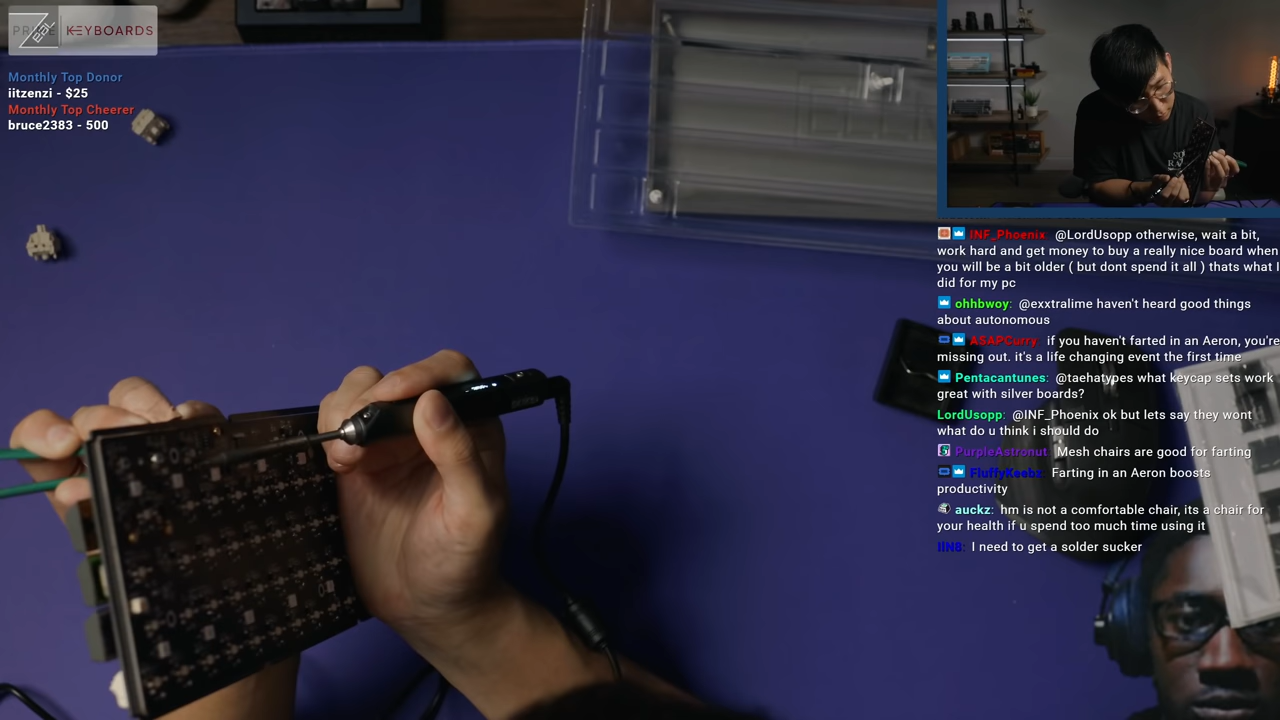 KEYBOARDS
Monthly Top Donor
iitzenzi - $25
Monthly Top Cheerer
bruce2383 - 500
INF_Phoenix: @LordUsopp otherwise, wait a bit,
work hard and get money to buy a really nice board when
you will be a bit older ( but dont spend it all ) thats what I
did for my pc
ohhbwoy: @exxtralime haven't heard good things
about autonomous
ASAPCurry: if you haven't farted in an Aeron, you're
missing out. it's a life changing event the first time
Pentacantunes: @taehatypes what keycap sets work
great with silver boards?
LordUsopp: @INF_Phoenix ok but lets say they wont
what do u think i should do
PurpleAstronut: Mesh chairs are good for farting
FluffyKeebz: Farting in an Aeron boosts
productivity
auckz: hm is not a comfortable chair, its a chair for
your health if u spend too much time using it
I need to get a solder sucker